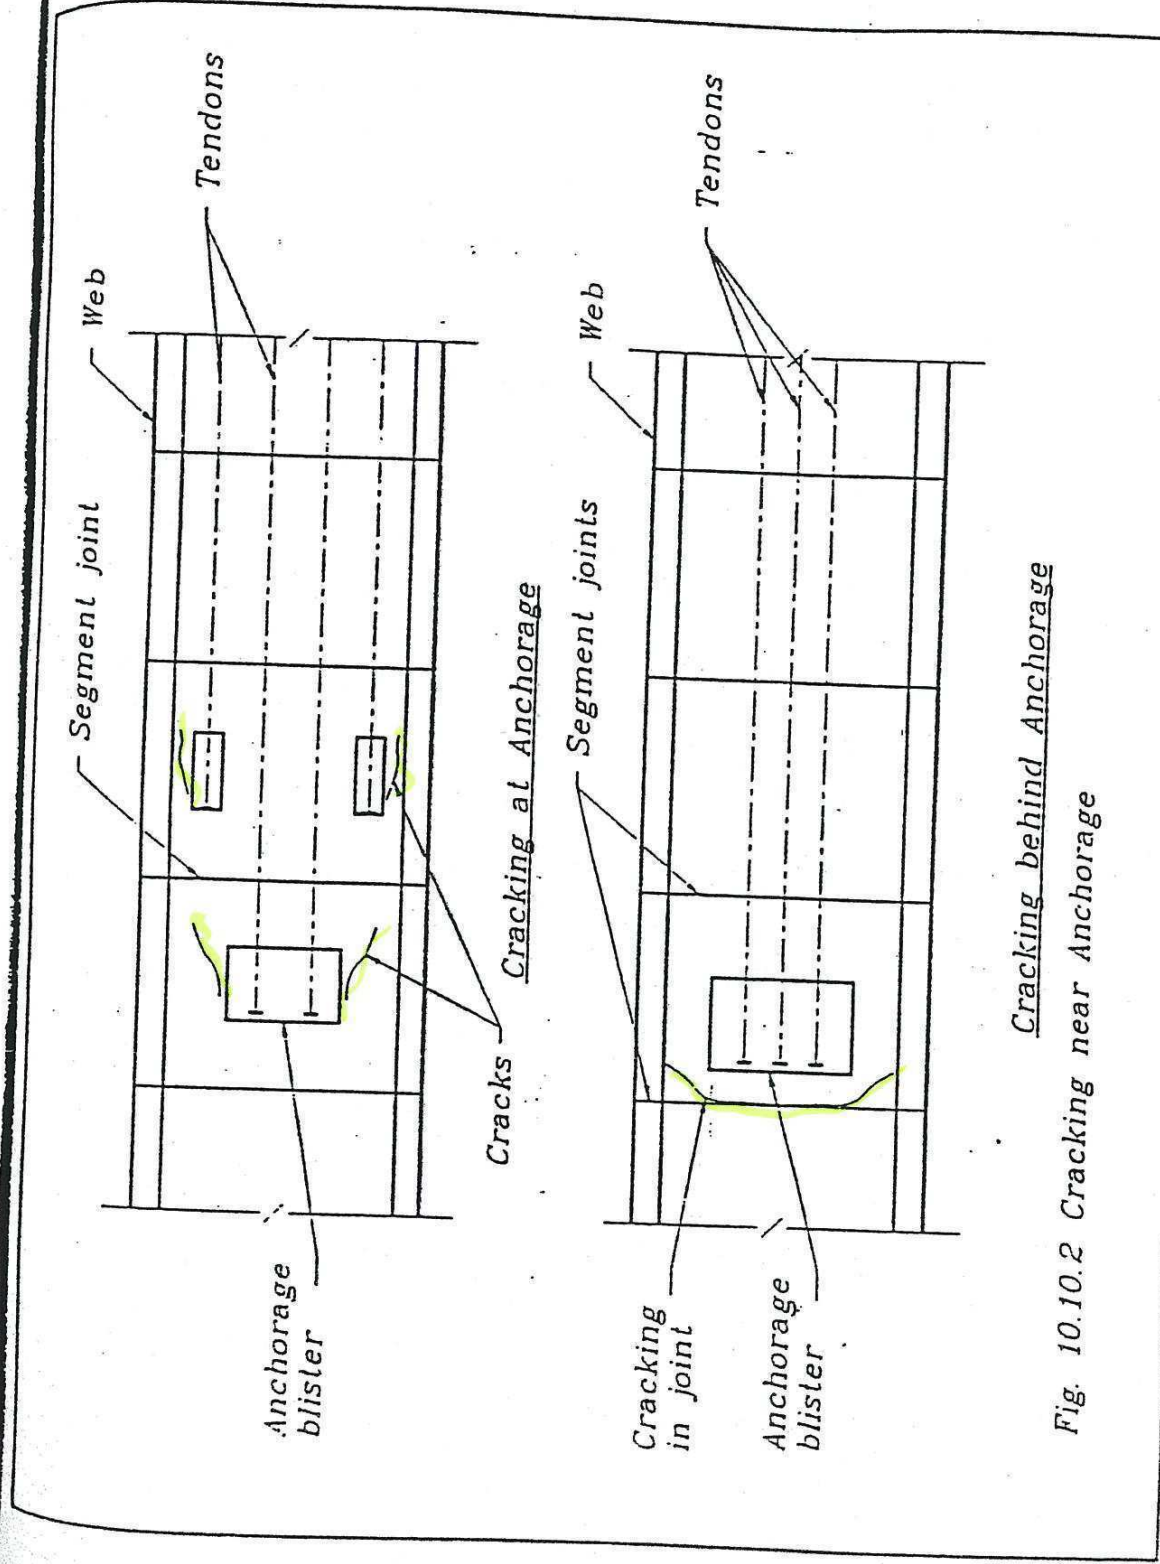 Web
Tendons
Segment joint
Cracks
Anchorage
blister
Cracking at Anchorage
Web
Tendons
Segment joints
Cracking
in joint
Anchorage
blister
Cracking behind Anchorage
Fig. 10.10.2 Cracking near Anchorage